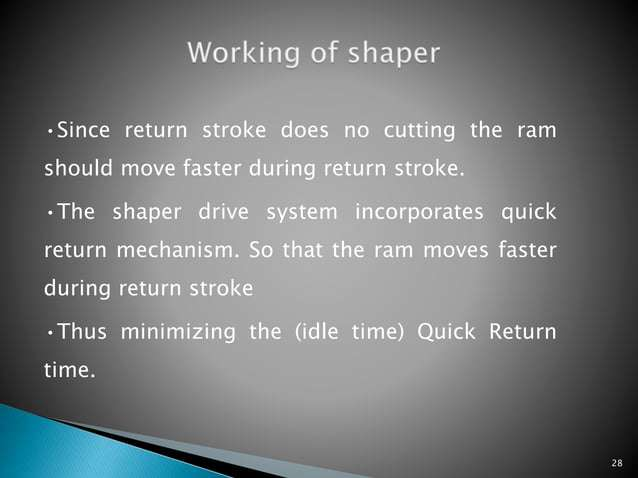 Working of shaper
•Since return stroke does no cutting the ram
should move faster during return stroke.
•The shaper drive system incorporates quick
return mechanism. So that the ram moves faster
during return stroke
•Thus minimizing the (idle time) Quick Return
time.
28